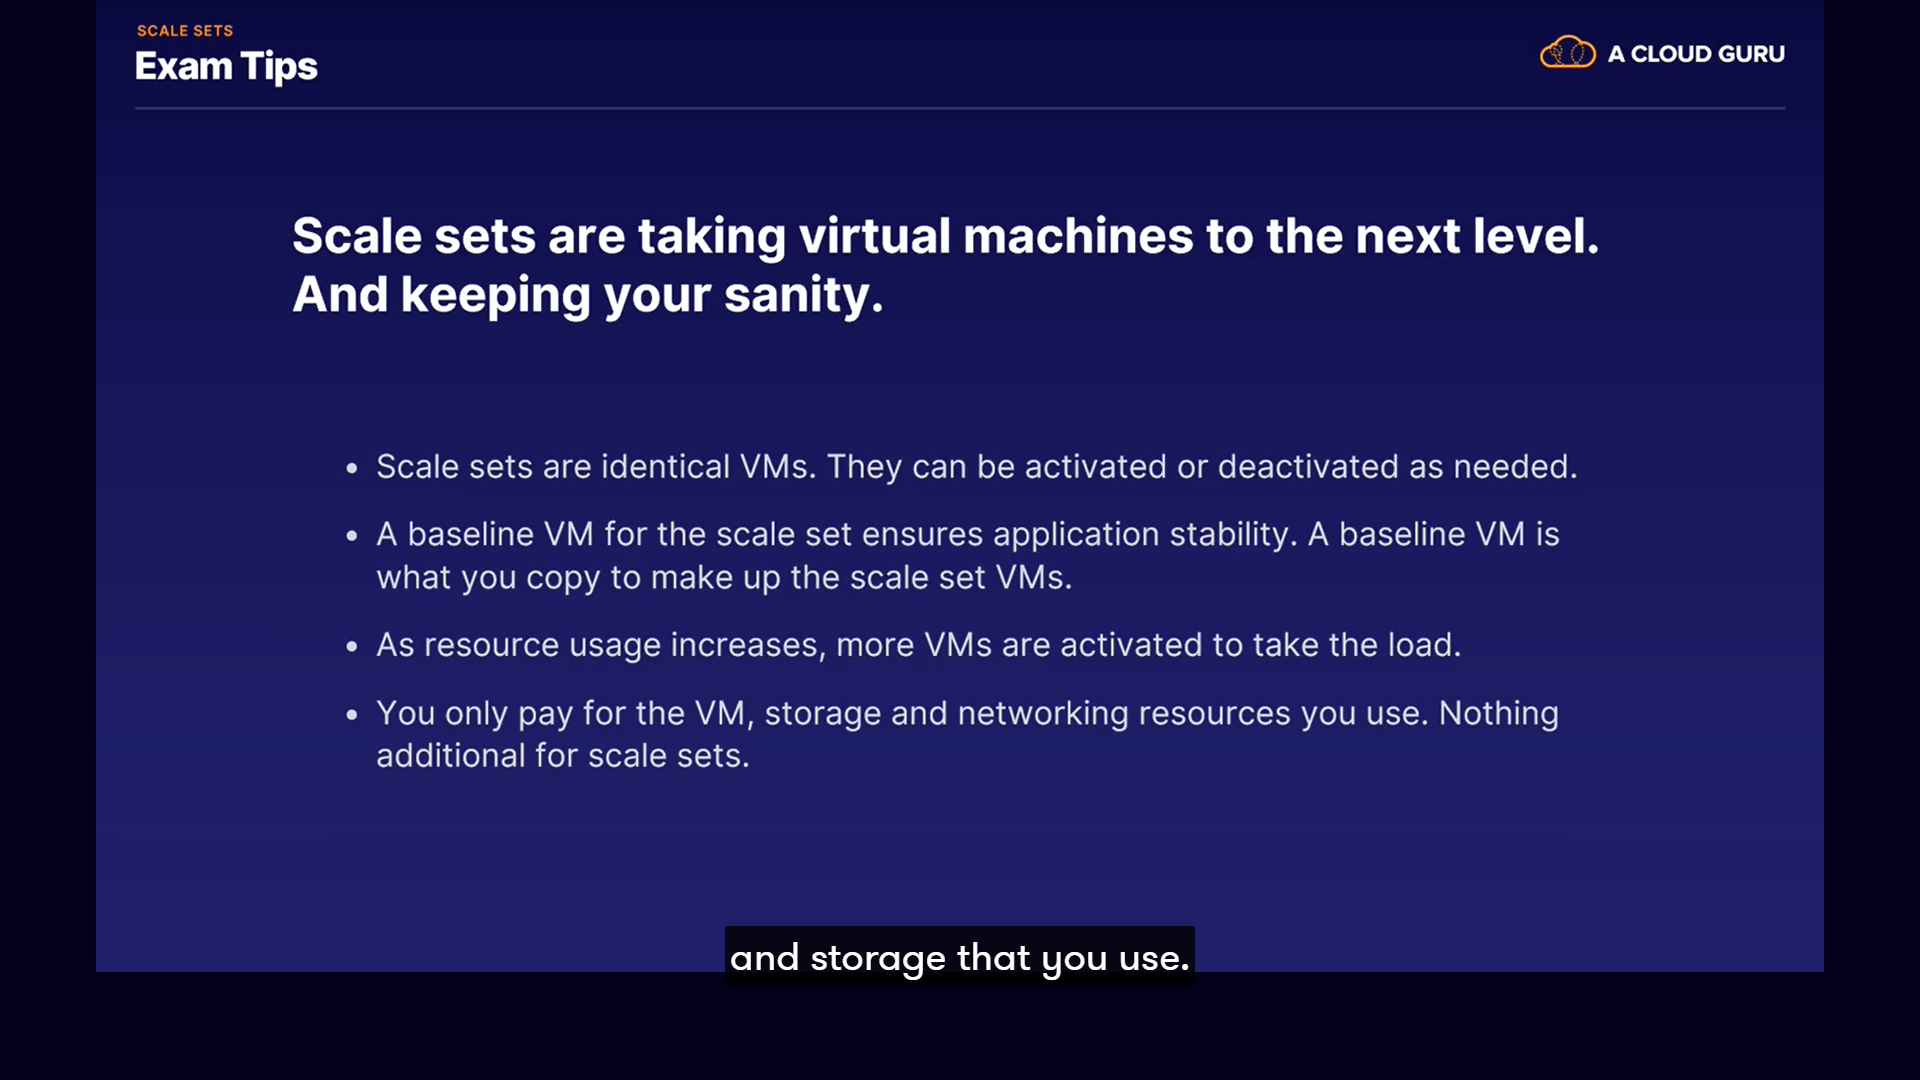 SCALE SETS
Exam Tips
A CLOUD GURU
Scale sets are taking virtual machines to the next level.
And keeping your sanity.
• Scale sets are identical VMs. They can be activated or deactivated as needed.
• A baseline VM for the scale set ensures application stability. A baseline VM is
what you copy to make up the scale set VMs.
• As resource usage increases, more VMs are activated to take the load.
• You only pay for the VM, storage and networking resources you use. Nothing
additional for scale sets.
and storage that you use.